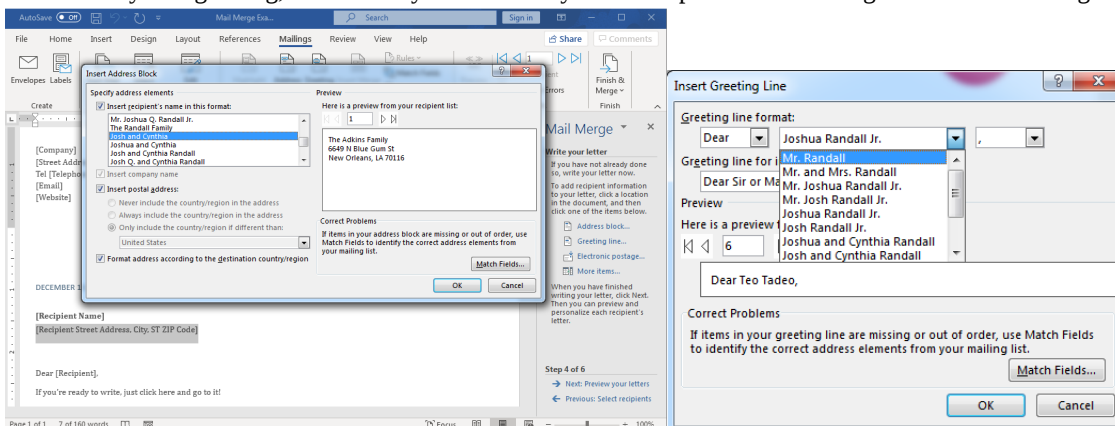 AutoSave Off Mail Merge Exa... Search Sign in
File Home Insert Design Layout References Mailings Review View Help Share Comments
Envelopes Labels
Create
Rules
1
Errors
Finish &
Merge
Finish
Insert Address Block
Specify address elements
Insert recipient's name in this format:
Mr. Joshua Q. Randall Jr.
The Randall Family
Josh and Cynthia
Joshua and Cynthia
Josh and Cynthia Randall
Josh Q. and Cynthia Randall
Insert company name
Insert postal address:
Never include the country/region in the address
Always include the country/region in the address
Only include the country/region if different than:
United States
Format address according to the destination country/region
Preview
Here is a preview from your recipient list:
1
The Adkins Family
6649 N Blue Gum St
New Orleans, LA 70116
Correct Problems
If items in your address block are missing or out of order, use
Match Fields to identify the correct address elements from
your mailing list.
Match Fields...
OK Cancel
[Company]
[Street Addre
Tel [Telepho
[Email]
[Website]
DECEMBER 1
[Recipient Name]
[Recipient Street Address, City, ST ZIP Code]
Dear [Recipient],
If you're ready to write, just click here and go to it!
Mail Merge
Write your letter
If you have not already done
so, write your letter now.
To add recipient information
to your letter, click a location
in the document, and then
click one of the items below.
Address block...
Greeting line...
Electronic postage...
More items...
When you have finished
writing your letter, click Next.
Then you can preview and
personalize each recipient's
letter.
Step 4 of 6
Next: Preview your letters
Previous: Select recipients
Page 1 of 1 2 of 160 words Focus 100%
Insert Greeting Line
Greeting line format:
Dear Joshua Randall Jr. ,
Mr. Randall
Mr. and Mrs. Randall
Mr. Joshua Randall Jr.
Mr. Josh Randall Jr.
Joshua Randall Jr.
Josh Randall Jr.
Joshua and Cynthia Randall
Josh and Cynthia Randall
Greeting line for i
Dear Sir or Ma
Preview
Here is a preview f
6
Dear Teo Tadeo,
Correct Problems
If items in your greeting line are missing or out of order, use Match Fields
to identify the correct address elements from your mailing list.
Match Fields...
OK Cancel